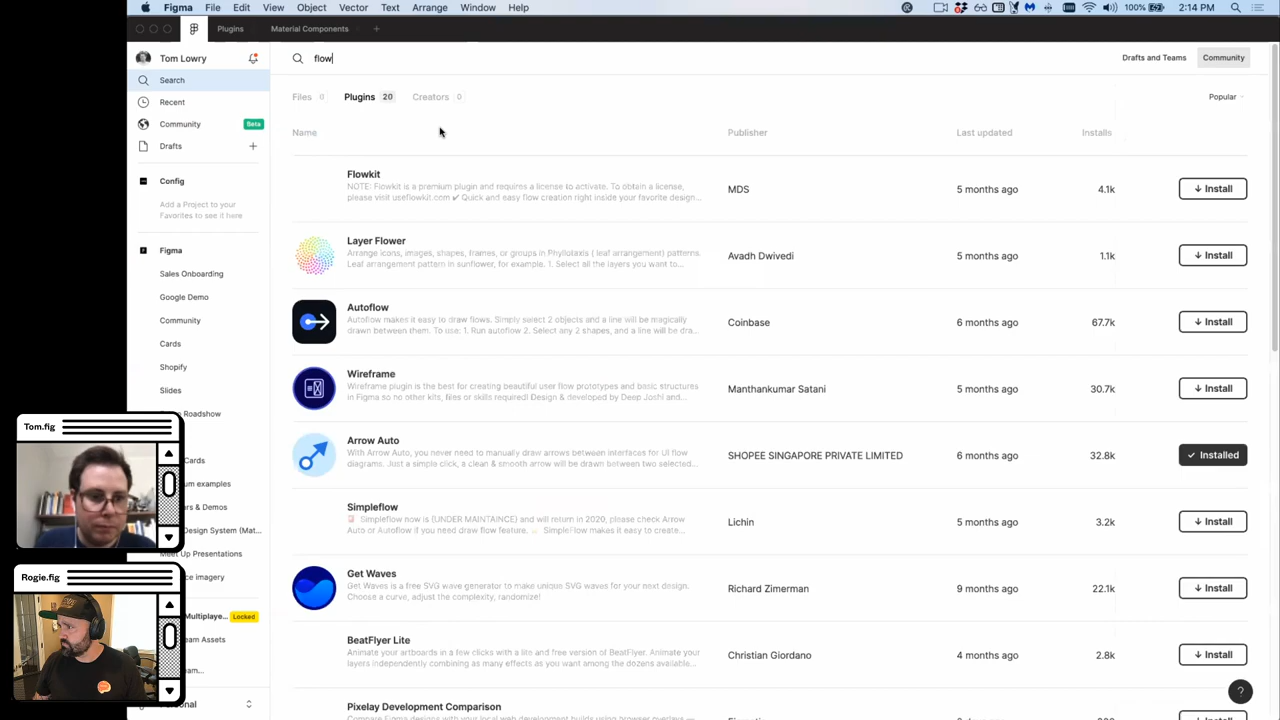 Figma File Edit View Object Vector Text Arrange Window Help
100% 2:14 PM
Plugins Material Components
Tom Lowry
Search
Recent
Community Beta
Drafts
Config
Add a Project to your
Favorites to see it here
Figma
Sales Onboarding
Google Demo
Community
Cards
Shopify
Slides
Roadshow
Cards
um examples
rs & Demos
Design System (Mat...
Meet Up Presentations
ce imagery
Multiplaye... Locked
am Assets
eam...
Personal
Tom.fig
Rogie.fig
flow
Drafts and Teams Community
Files 0 Plugins 20 Creators 0
Popular
Name Publisher Last updated Installs
Flowkit
NOTE: Flowkit is a premium plugin and requires a license to activate. To obtain a license,
please visit useflowkit.com ✔ Quick and easy flow creation right inside your favorite design...
MDS 5 months ago 4.1k Install
Layer Flower
Arrange icons, images, shapes, frames, or groups in Phyllotaxis ( leaf arrangement) patterns.
Leaf arrangement pattern in sunflower, for example. 1. Select all the layers you want to...
Avadh Dwivedi 5 months ago 1.1k Install
Autoflow
Autoflow makes it easy to draw flows. Simply select 2 objects and a line will be magically
drawn between them. To use: 1. Run autoflow 2. Select any 2 shapes, and a line will be dra...
Coinbase 6 months ago 67.7k Install
Wireframe
Wireframe plugin is the best for creating beautiful user flow prototypes and basic structures
in Figma so no other kits, files or skills required! Design & developed by Deep Joshi and...
Manthankumar Satani 5 months ago 30.7k Install
Arrow Auto
With Arrow Auto, you never need to manually draw arrows between interfaces for UI flow
diagrams. Just a simple click, a clean & smooth arrow will be drawn between two selected...
SHOPEE SINGAPORE PRIVATE LIMITED 6 months ago 32.8k Installed
Simpleflow
Simpleflow now is (UNDER MAINTAINCE) and will return in 2020, please check Arrow
Auto or Autoflow if you need draw flow feature. SimpleFlow makes it easy to create...
Lichin 5 months ago 3.2k Install
Get Waves
Get Waves is a free SVG wave generator to make unique SVG waves for your next design.
Choose a curve, adjust the complexity, randomize!
Richard Zimerman 9 months ago 22.1k Install
BeatFlyer Lite
Animate your artboards in a few clicks with a lite and free version of BeatFlyer. Animate your
layers independently combining as many effects as you want among the dozens available...
Christian Giordano 4 months ago 2.8k Install
Pixelay Development Comparison
?